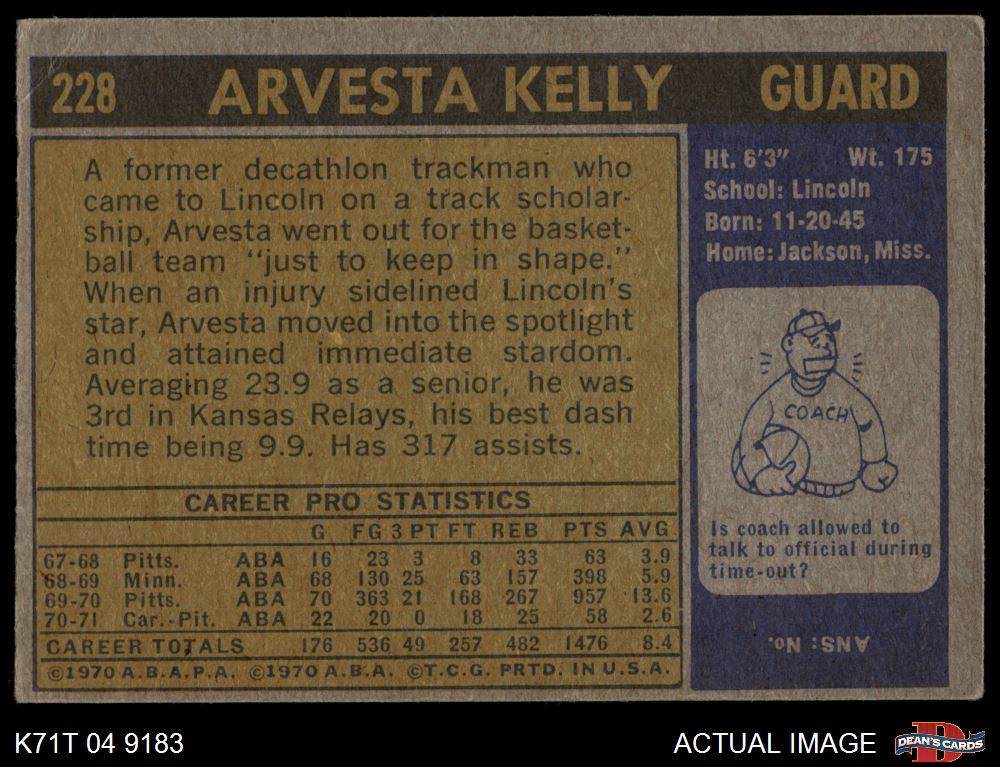 228 ARVESTA KELLY GUARD
A former decathlon trackman who
came to Lincoln on a track scholar-
ship, Arvesta went out for the basket-
ball team "just to keep in shape."
When an injury sidelined Lincoln's
star, Arvesta moved into the spotlight
and attained immediate stardom.
Averaging 23.9 as a senior, he was
3rd in Kansas Relays, his best dash
time being 9.9. Has 317 assists.
Ht. 6'3" Wt. 175
School: Lincoln
Born: 11-20-45
Home: Jackson, Miss.
COACH
Is coach allowed to
talk to official during
time-out?
ANS: No.
CAREER PRO STATISTICS
G FG 3 PT FT REB PTS AVG.
67-68 Pitts. ABA 16 23 3 8 33 63 3.9
68-69 Minn. ABA 68 130 25 63 157 398 5.9
69-70 Pitts. ABA 70 363 21 168 267 957 13.6
70-71 Car.-Pit. ABA 22 20 0 18 25 58 2.6
CAREER TOTALS 176 536 49 257 482 1476 8.4
©1970 A.B.A.P.A. ©1970 A.B.A. ©T.C.G. PRTD. IN U.S.A.
K71T 04 9183
ACTUAL IMAGE
D
DEAN'S CARDS